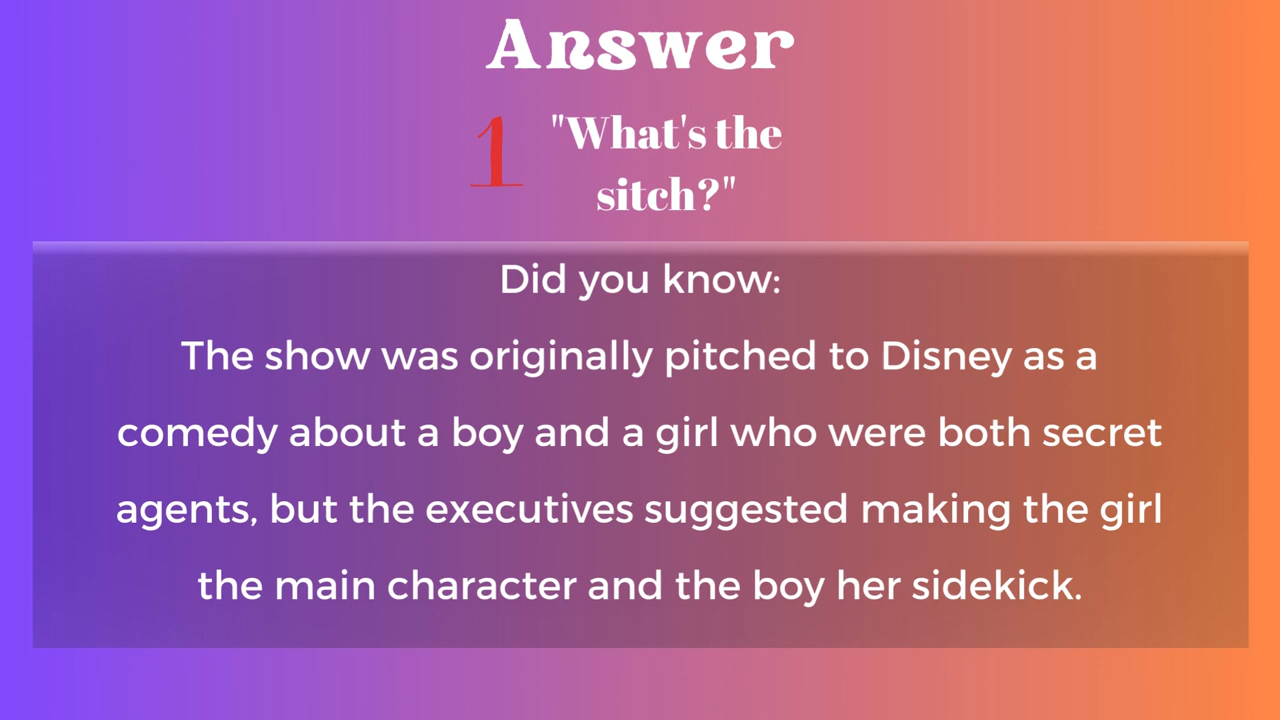 Answer
1 "What's the
sitch?"
Did you know:
The show was originally pitched to Disney as a
comedy about a boy and a girl who were both secret
agents, but the executives suggested making the girl
the main character and the boy her sidekick.